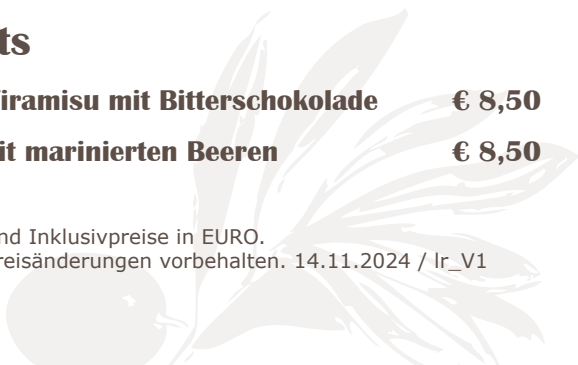 ts
iramisu mit Bitterschokolade € 8,50
it marinierten Beeren € 8,50
nd Inklusivpreise in EURO.
reisänderungen vorbehalten. 14.11.2024 / lr_V1